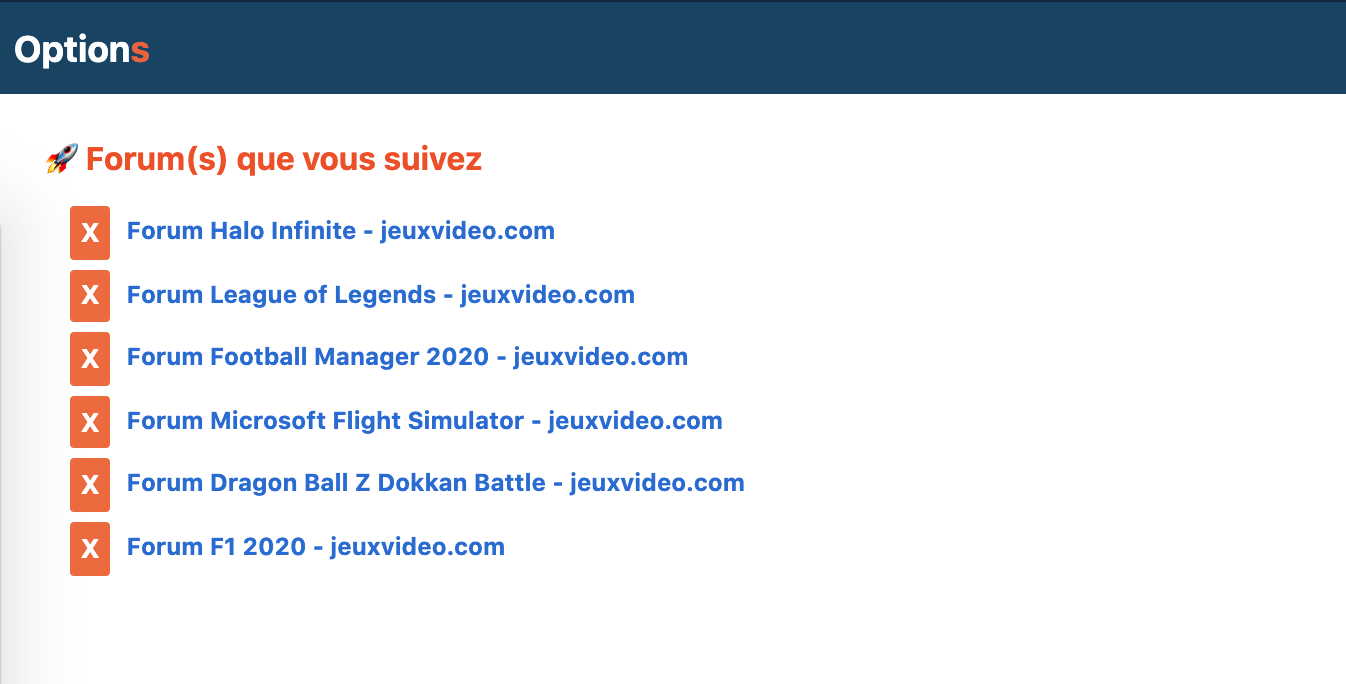 Options
🚀 Forum(s) que vous suivez
X Forum Halo Infinite - jeuxvideo.com
X Forum League of Legends - jeuxvideo.com
X Forum Football Manager 2020 - jeuxvideo.com
X Forum Microsoft Flight Simulator - jeuxvideo.com
X Forum Dragon Ball Z Dokkan Battle - jeuxvideo.com
X Forum F1 2020 - jeuxvideo.com